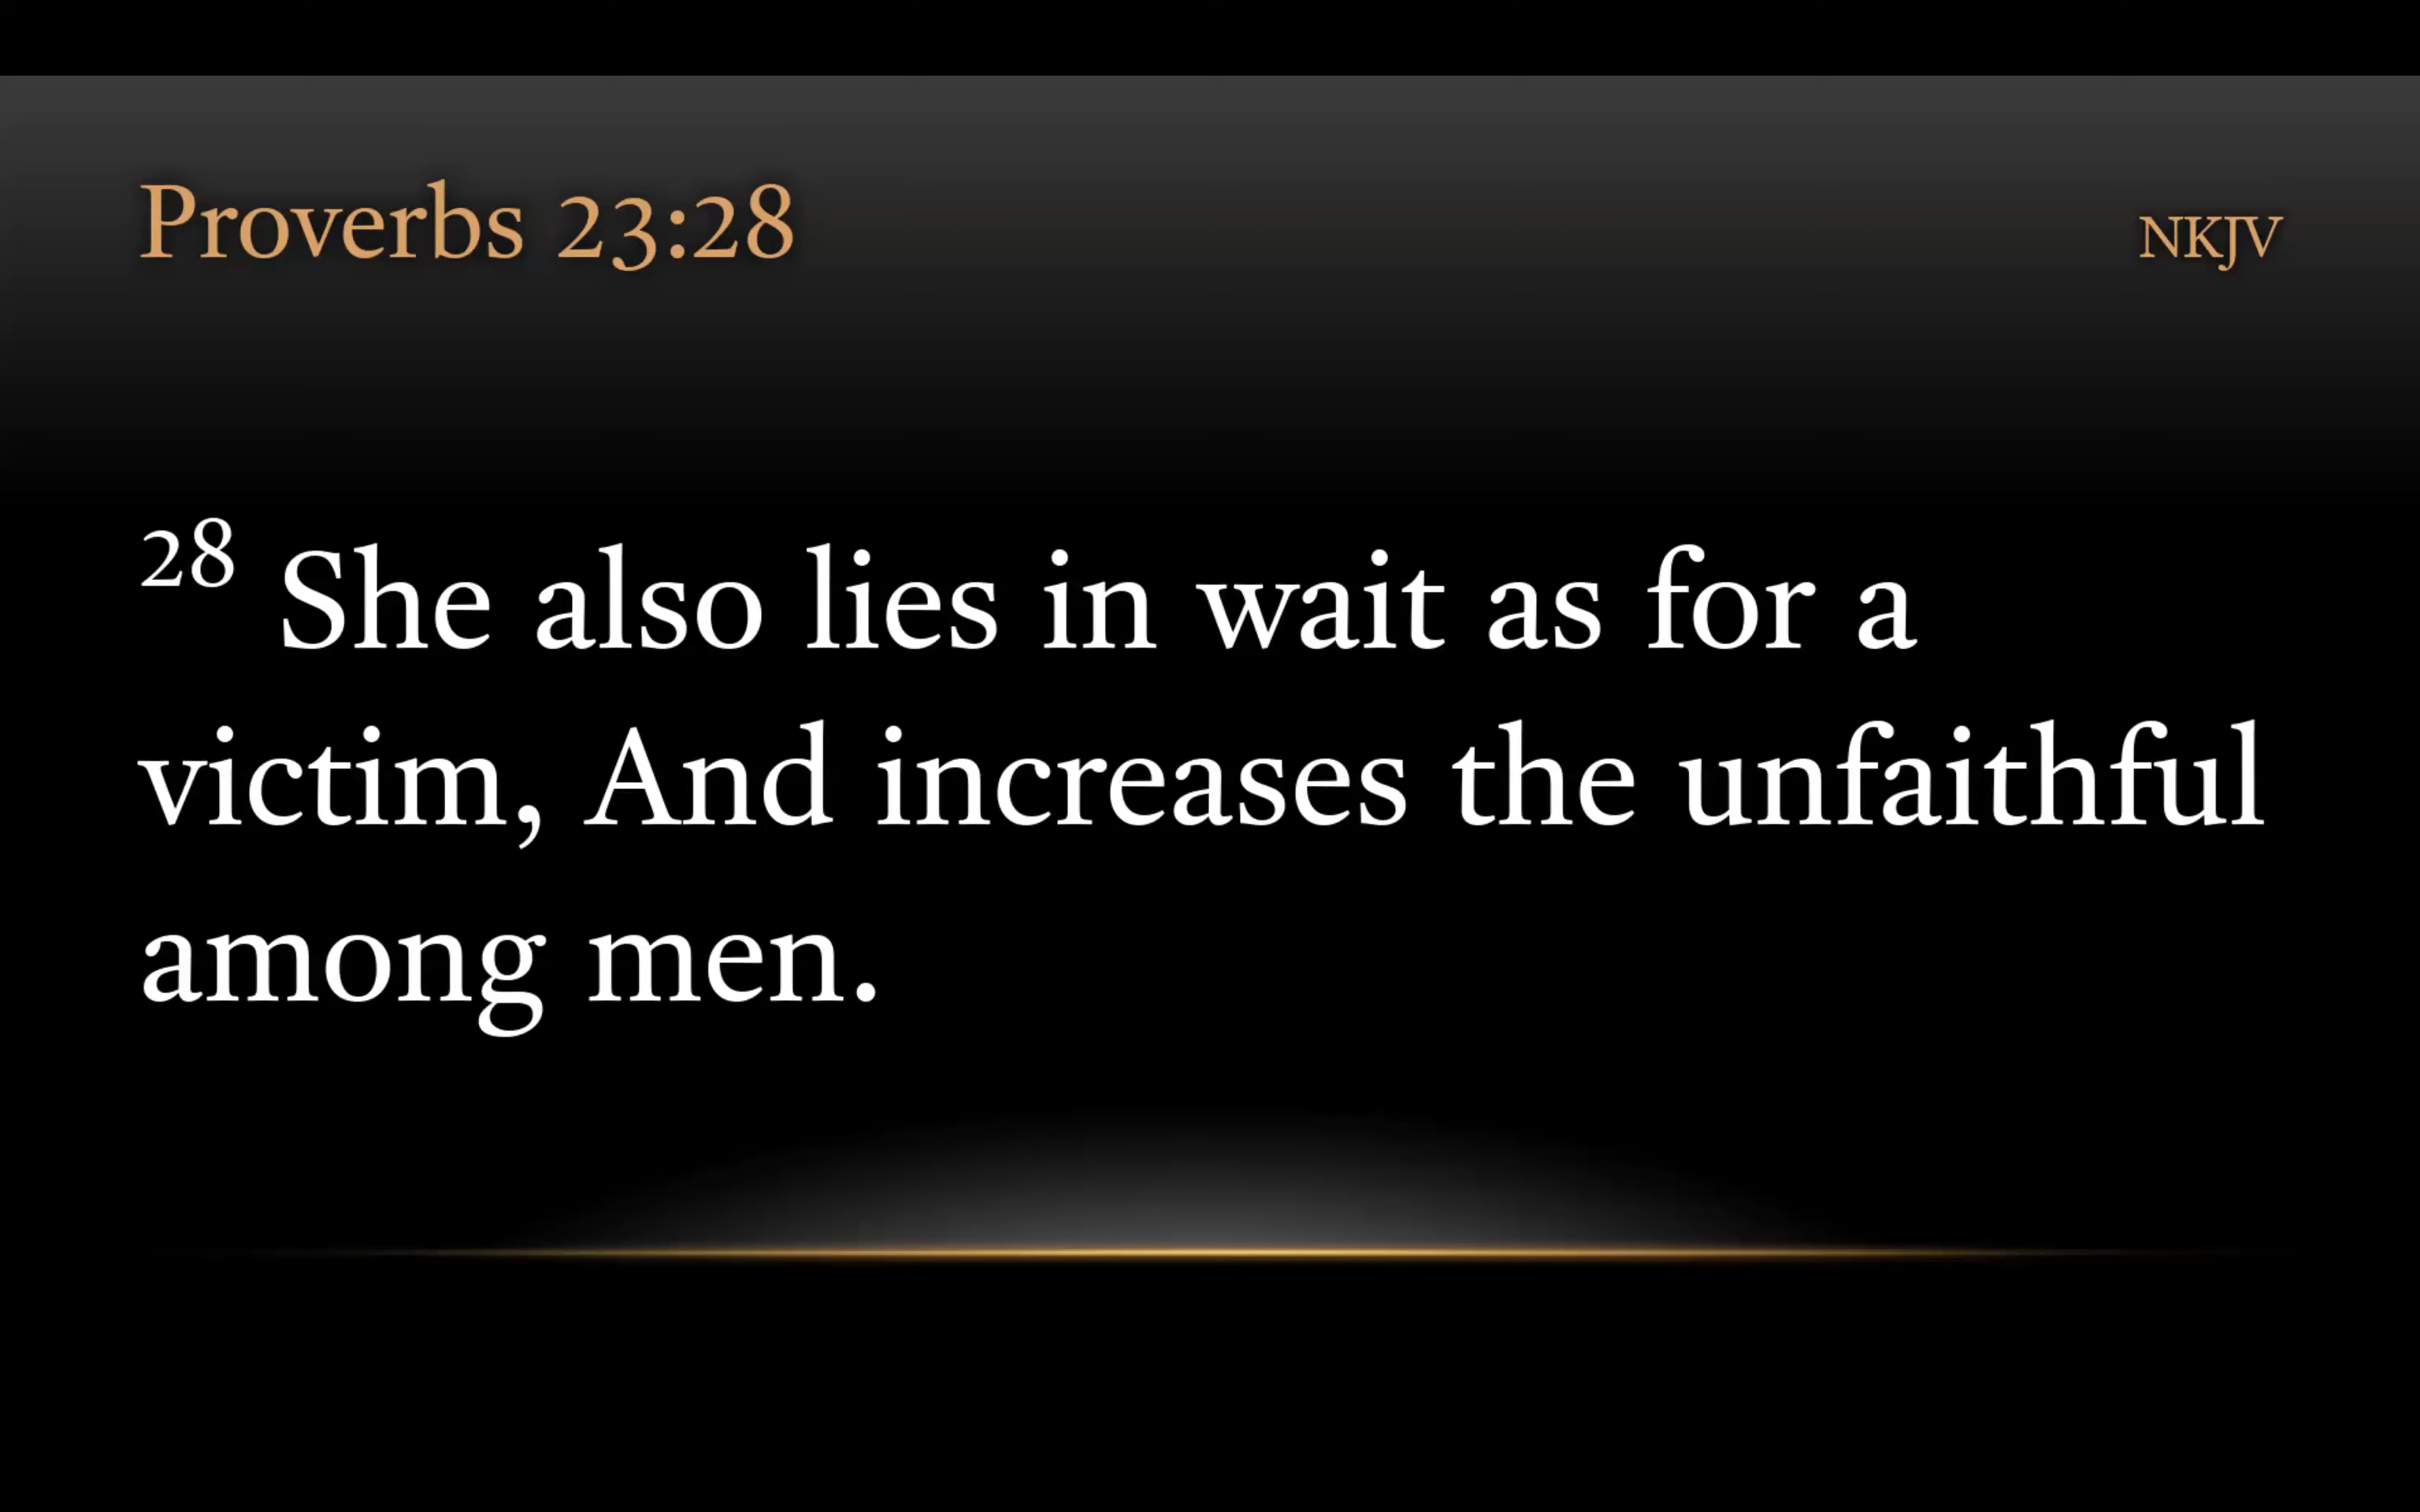 Proverbs 23:28
NKJV
28 She also lies in wait as for a
victim, And increases the unfaithful
among men.